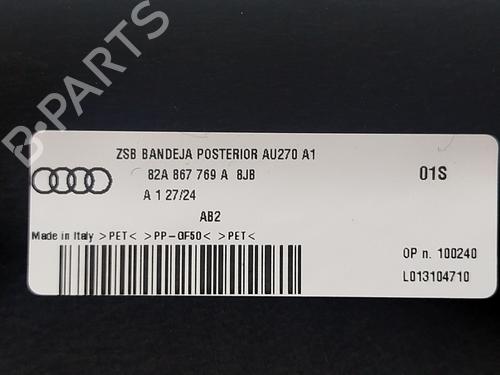 ZSB BANDEJA POSTERIOR AU270 A1
82A 867 769 A 8JB
01S
A 1 27/24
AB2
Made in Italy >PET< >PP-GF50< >PET<
OP n. 100240
L013104710
B-PARTS